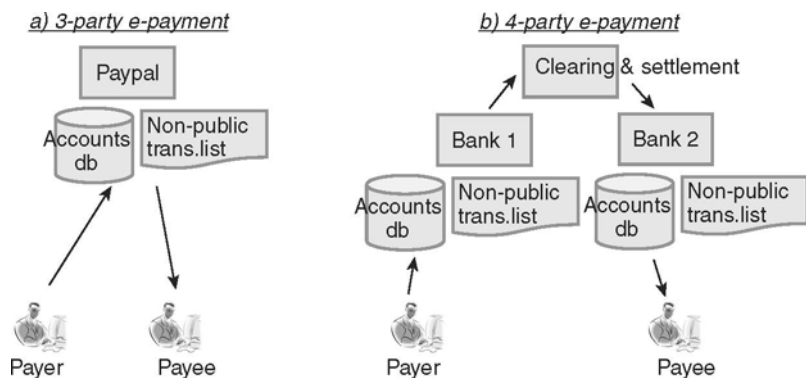 a) 3-party e-payment
Paypal
Accounts
db
Non-public
trans.list
Payer
Payee
b) 4-party e-payment
Clearing & settlement
Bank 1
Bank 2
Accounts
db
Non-public
trans.list
Accounts
db
Non-public
trans.list
Payer
Payee